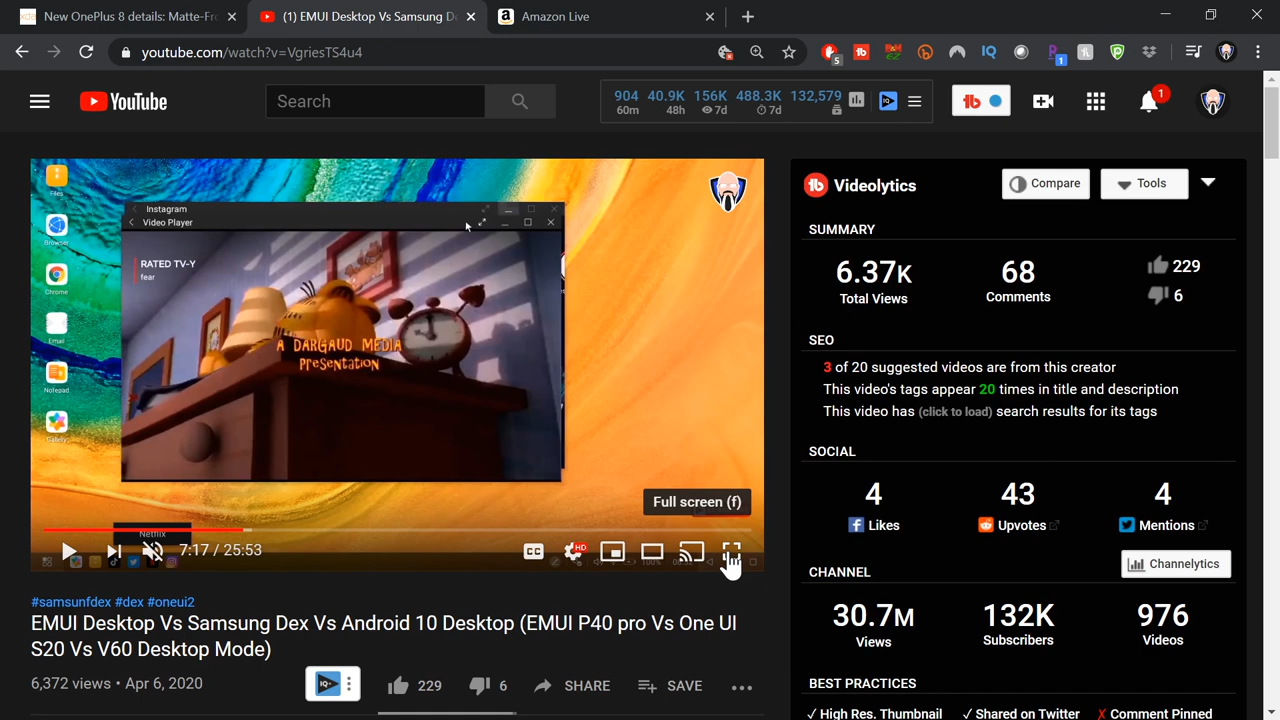 New OnePlus 8 details: Matte-Fr
(1) EMUI Desktop Vs Samsung De
Amazon Live
youtube.com/watch?v=VgriesTS4u4
5
1
YouTube
Search
904 40.9K 156K 488.3K 132,579
60m 48h 7d 7d
1
Files
Browser
Chrome
Email
Notepad
Gallery
Instagram
Video Player
RATED TV-Y
fear
A DARGAUD MEDIA
PRESENTATION
Full screen (f)
Netflix
7:17 / 25:53
CC
HD
#samsunfdex #dex #oneui2
EMUI Desktop Vs Samsung Dex Vs Android 10 Desktop (EMUI P40 pro Vs One UI
S20 Vs V60 Desktop Mode)
6,372 views • Apr 6, 2020
229
6
SHARE
SAVE
Videolytics
Compare
Tools
SUMMARY
6.37K
Total Views
68
Comments
229
6
SEO
3 of 20 suggested videos are from this creator
This video's tags appear 20 times in title and description
This video has (click to load) search results for its tags
SOCIAL
4 43 4
Likes Upvotes Mentions
CHANNEL
Channelytics
30.7M 132K 976
Views Subscribers Videos
BEST PRACTICES
✓ High Res. Thumbnail ✓ Shared on Twitter ✗ Comment Pinned